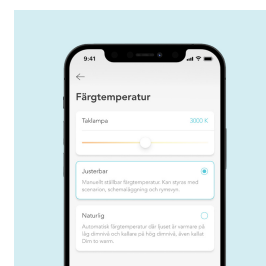 9:41
Färgtemperatur
Taklampa 3000 K
Justerbar
Manuellt ställbar färgtemperatur. Kan styras med
scenarion, schemaläggning och rynesyn.
Naturlig
Automatisk färgtemperatur där ljuset är varmare på
låg dimnivå och kallare på hög dimnivå, även kallat
Dim to warm.